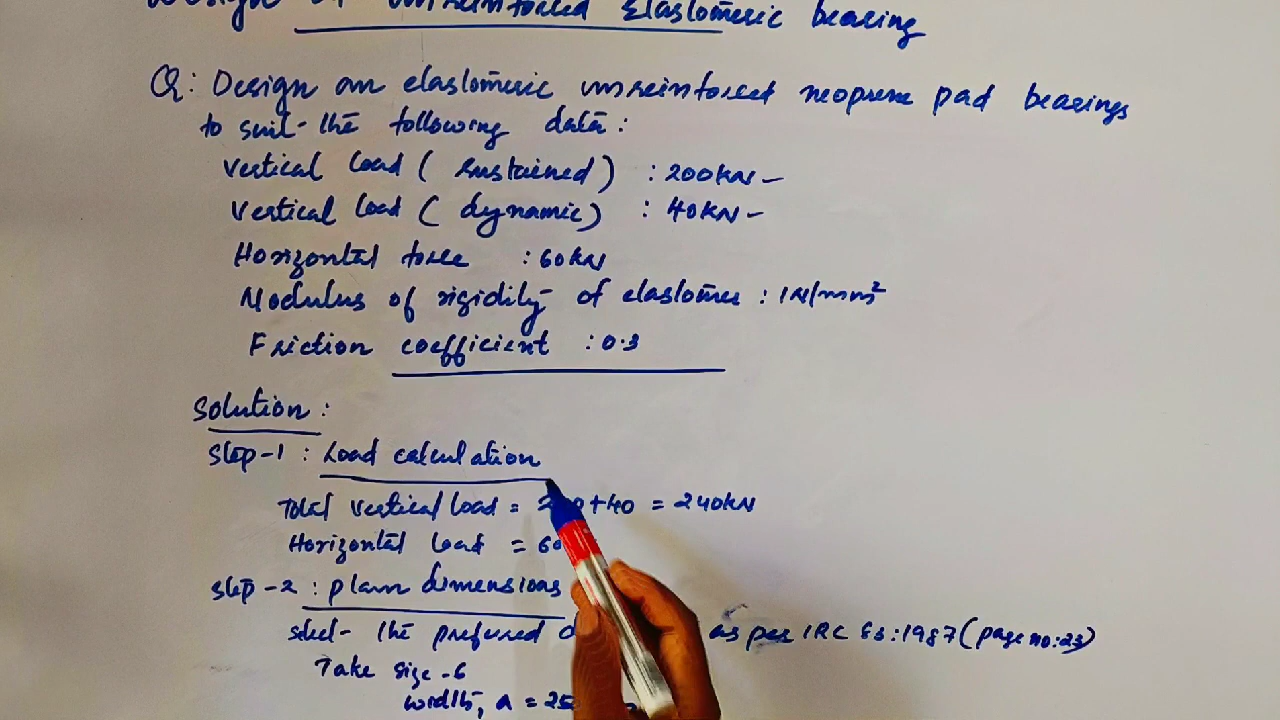 Design of unreinforced Elastomeric bearing
Q: Design an elastomeric unreinforced neoprene pad bearings
to suit the following data:
Vertical load (sustained) : 200kN -
Vertical load (dynamic) : 40kN -
Horizontal force : 60kN
Modulus of rigidity of elastomer : 1N/mm²
Friction coefficient : 0.3
Solution:
Step-1 : Load calculation
Total vertical load = +40 = 240kN
Horizontal load = 60
Step-2 : plan dimensions
the preferred as per IRC 83:1987 (page no:23)
Take size -6
width, a = 25